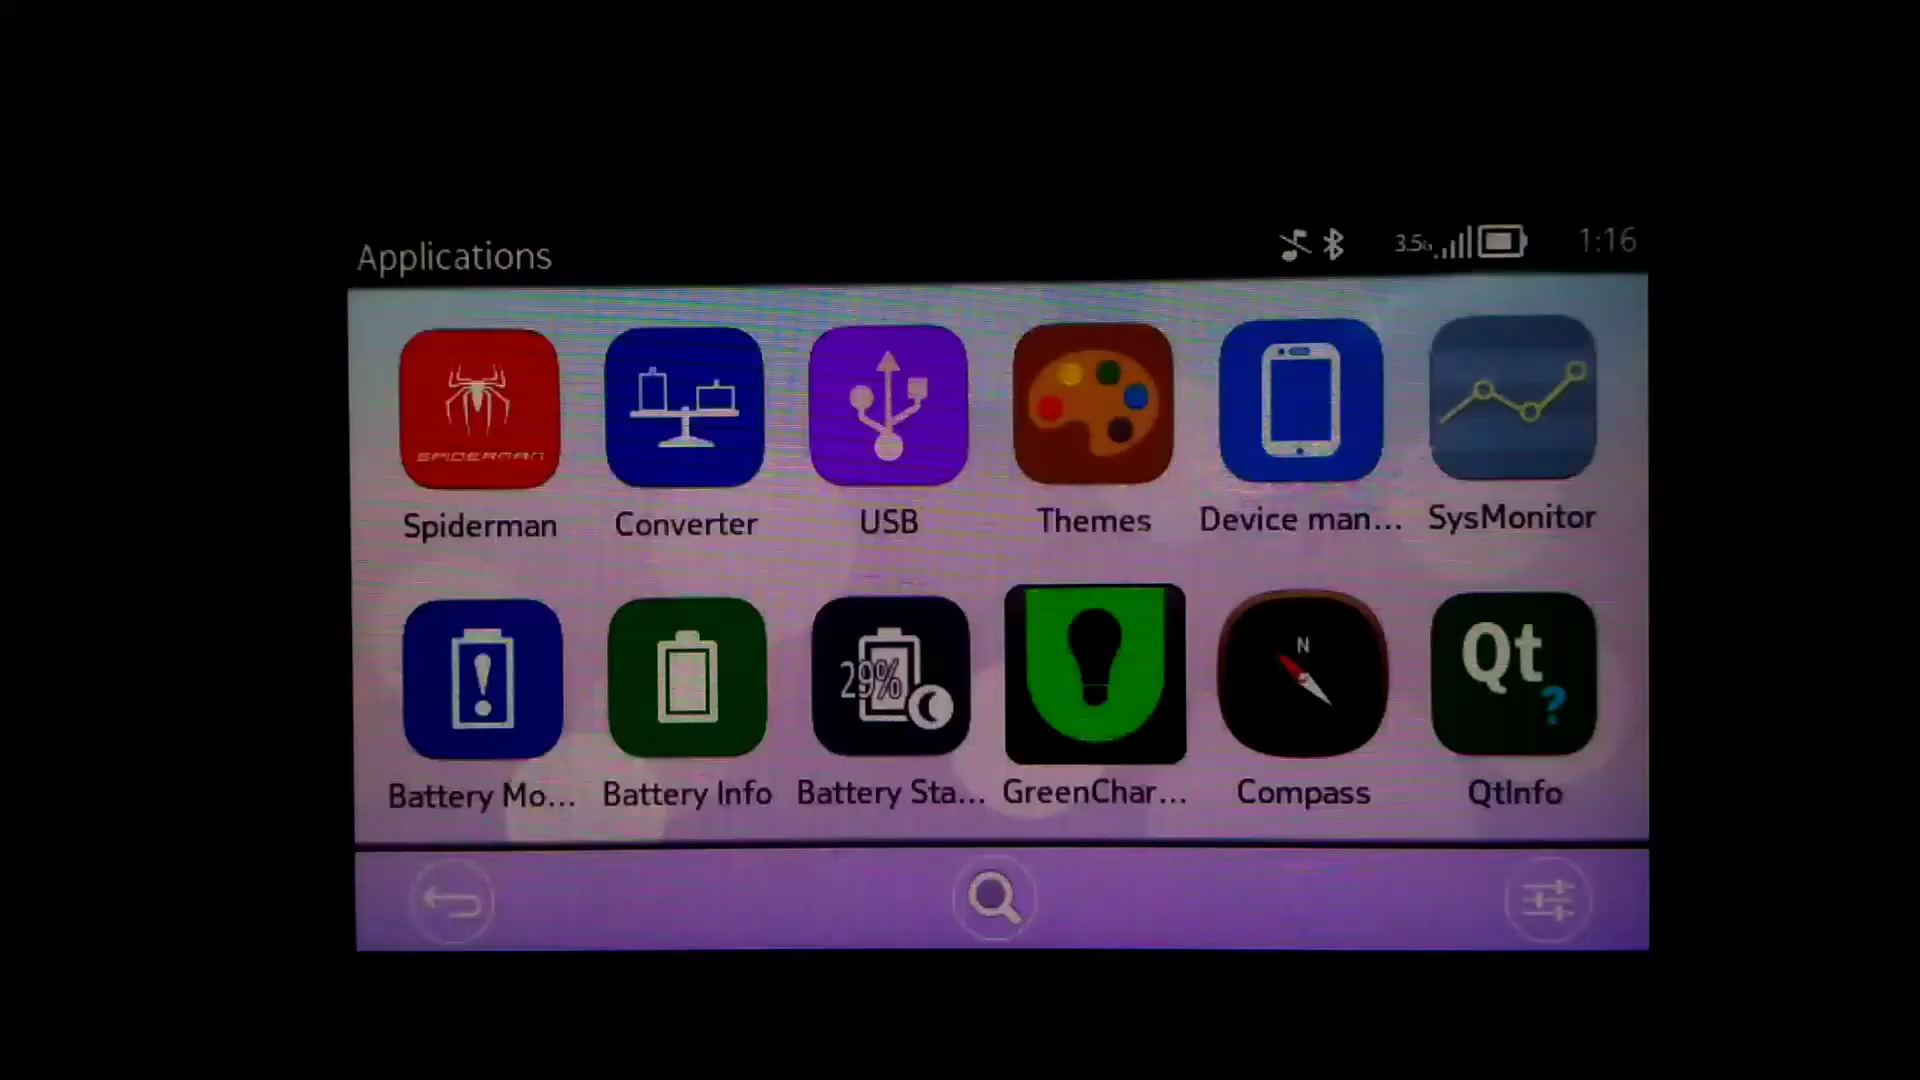 Applications 3.5G 1:16
SPIDERMAN
Spiderman Converter USB Themes Device man... SysMonitor
29% N Qt ?
Battery Mo... Battery Info Battery Sta... GreenChar... Compass QtInfo